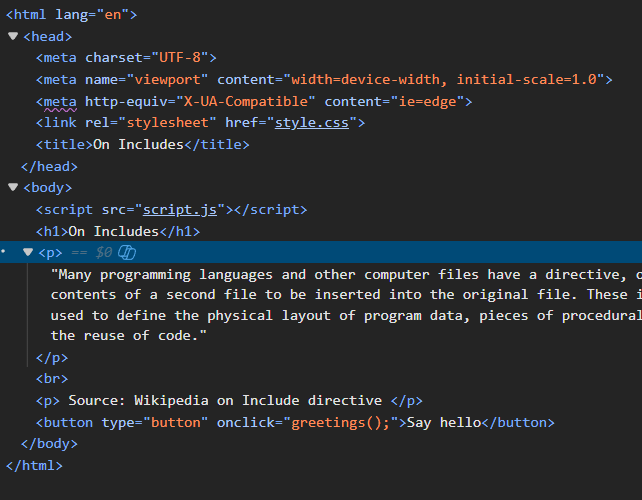 <html lang="en">
<head>
<meta charset="UTF-8">
<meta name="viewport" content="width=device-width, initial-scale=1.0">
<meta http-equiv="X-UA-Compatible" content="ie=edge">
<link rel="stylesheet" href="style.css">
<title>On Includes</title>
</head>
<body>
<script src="script.js"></script>
<h1>On Includes</h1>
<p> == $0
"Many programming languages and other computer files have a directive,
contents of a second file to be inserted into the original file. These
used to define the physical layout of program data, pieces of procedural
the reuse of code."
</p>
<br>
<p> Source: Wikipedia on Include directive </p>
<button type="button" onclick="greetings();">Say hello</button>
</body>
</html>